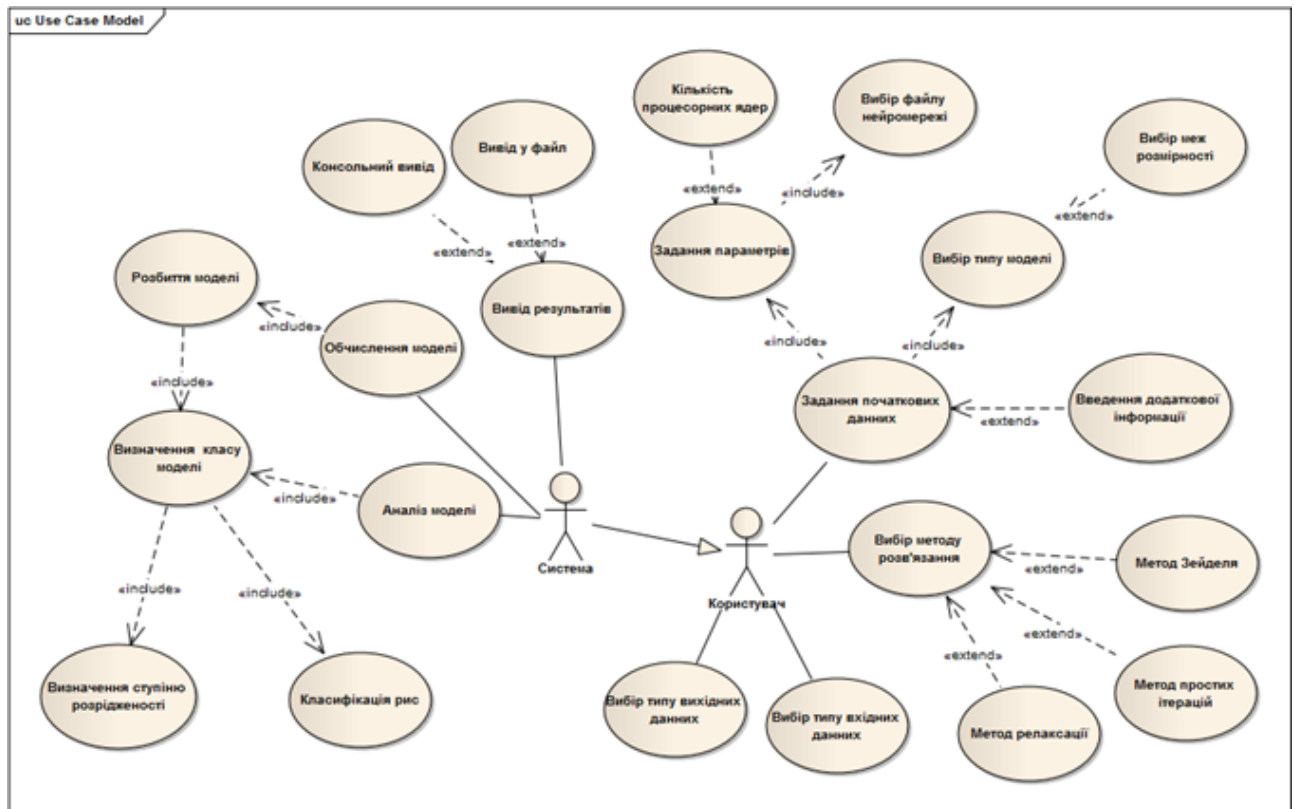 uc Use Case Model
Кількість
процесорних ядер
Вибір файлу
нейромережі
Вибір меж
розмірності
Консольний вивід
Вивід у файл
«extend»
«include»
«extend»
«extend»
«extend»
Задання параметрів
Вибір типу моделі
Розбиття моделі
Вивід результатів
«include»
Обчислення моделі
«include»
«include»
«include»
Задання початкових
данних
«extend»
Введення додаткової
інформації
Визначення класу
моделі
«include»
Аналіз моделі
Система
Користувач
Вибір методу
розв'язання
«extend»
Метод Зейделя
«include»
«include»
«extend»
«extend»
Визначення ступіню
розрідженості
Класифікація рис
Вибір типу вихідних
данних
Вибір типу вхідних
данних
Метод релаксації
Метод простих
ітерацій